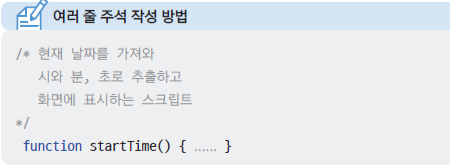 여러 줄 주석 작성 방법
/* 현재 날짜를 가져와
시와 분, 초로 추출하고
화면에 표시하는 스크립트
*/
function startTime() { ...... }